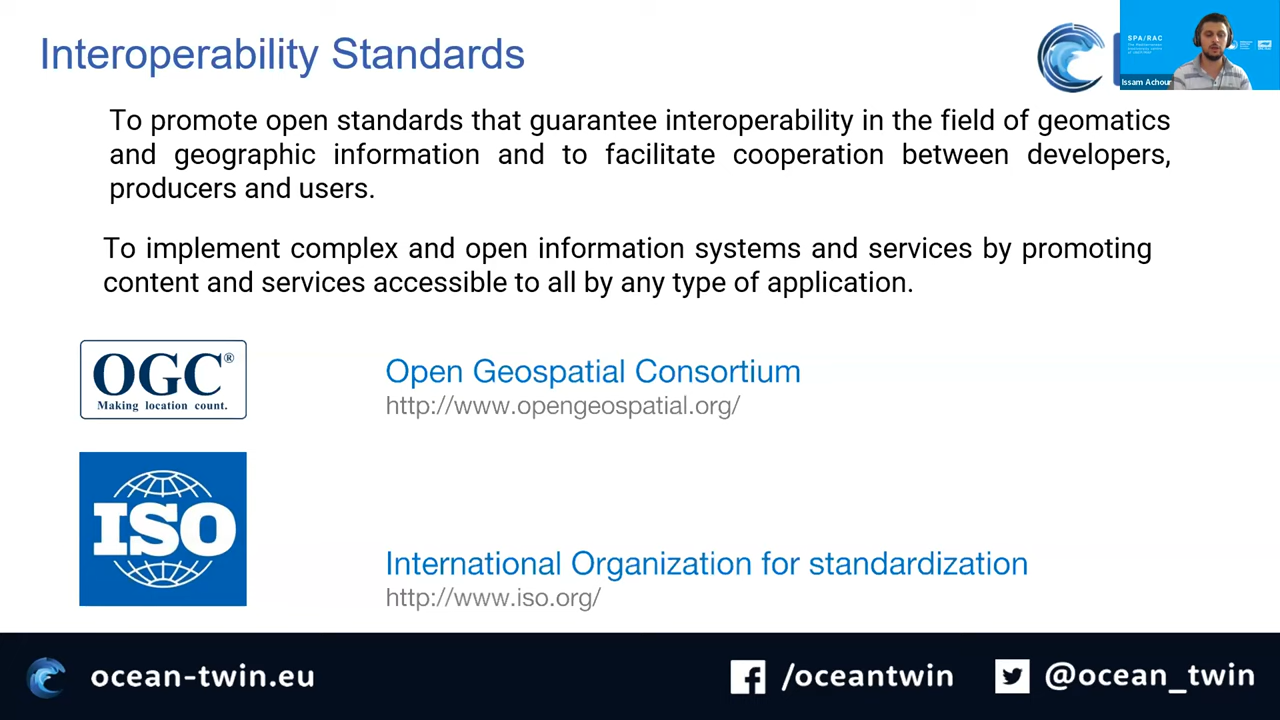 Interoperability Standards
SPA/RAC
Issam Achour
To promote open standards that guarantee interoperability in the field of geomatics
and geographic information and to facilitate cooperation between developers,
producers and users.
To implement complex and open information systems and services by promoting
content and services accessible to all by any type of application.
OGC®
Making location count.
Open Geospatial Consortium
http://www.opengeospatial.org/
ISO
International Organization for standardization
http://www.iso.org/
ocean-twin.eu
/oceantwin
@ocean_twin